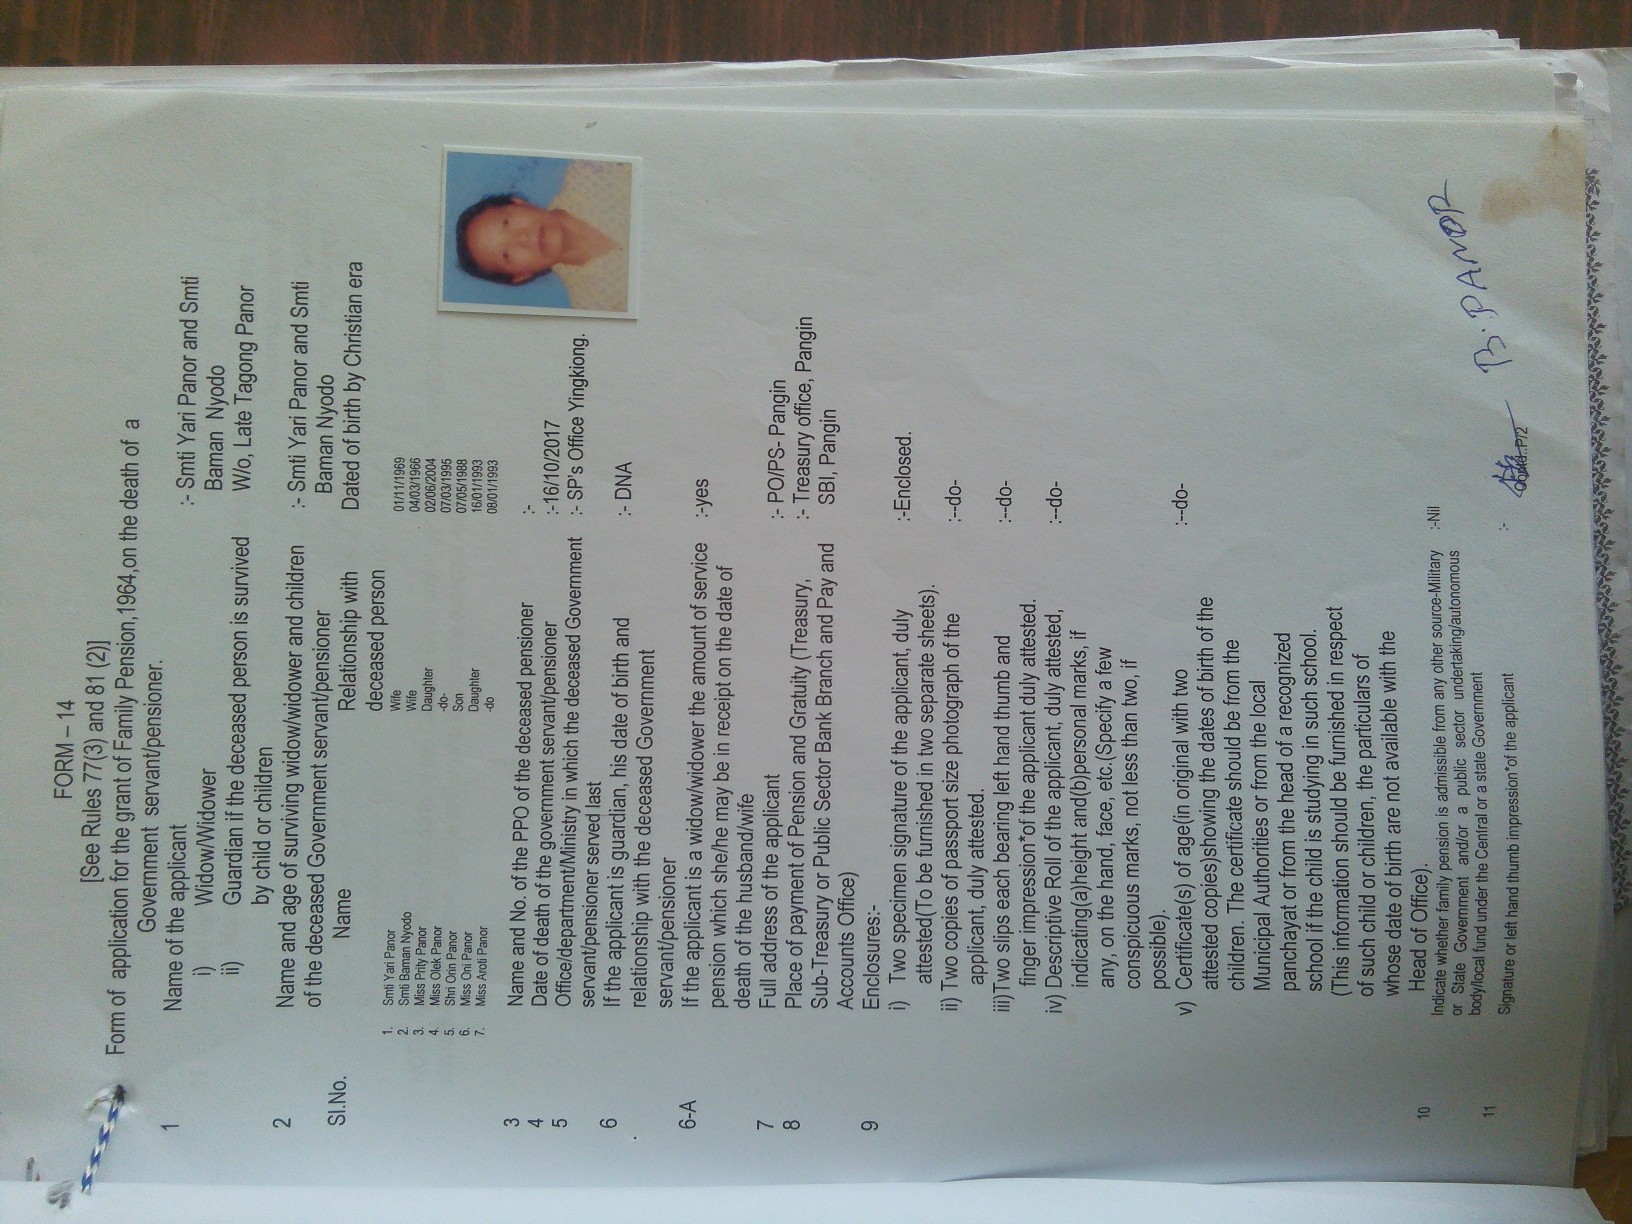 FORM – 14
[See Rules 77(3) and 81 (2)]
Form of application for the grant of Family Pension,1964,on the death of a
Government servant/pensioner.
1 Name of the applicant
i) Widow/Widower :- Smti Yari Panor and Smti
Baman Nyodo
ii) Guardian if the deceased person is survived W/o, Late Tagong Panor
by child or children
2 Name and age of surviving widow/widower and children :- Smti Yari Panor and Smti
of the deceased Government servant/pensioner Baman Nyodo
Sl.No. Name Relationship with Dated of birth by Christian era
deceased person
1. Smti Yari Panor Wife 01/11/1969
2. Smti Baman Nyodo Wife 04/03/1966
3. Miss Prity Panor Daughter 02/06/2004
4. Miss Olek Panor -do- 07/03/1995
5. Shri Orin Panor Son 07/05/1988
6. Miss Oni Panor Daughter 16/01/1993
7. Miss Aroti Panor -do 08/01/1993
3 Name and No. of the PPO of the deceased pensioner :-
4 Date of death of the government servant/pensioner :-16/10/2017
5 Office/department/Ministry in which the deceased Government :- SP's Office Yingkiong.
servant/pensioner served last
6 If the applicant is guardian, his date of birth and :- DNA
relationship with the deceased Government
servant/pensioner
6-A If the applicant is a widow/widower the amount of service :-yes
pension which she/he may be in receipt on the date of
death of the husband/wife
7 Full address of the applicant :- PO/PS- Pangin
8 Place of payment of Pension and Gratuity (Treasury, :- Treasury office, Pangin
Sub-Treasury or Public Sector Bank Branch and Pay and SBI, Pangin
Accounts Office)
9 Enclosures:-
i) Two specimen signature of the applicant, duly :-Enclosed.
attested(To be furnished in two separate sheets).
ii) Two copies of passport size photograph of the :--do-
applicant, duly attested.
iii)Two slips each bearing left hand thumb and :--do-
finger impression*of the applicant duly attested.
iv) Descriptive Roll of the applicant, duly attested, :--do-
indicating(a)height and(b)personal marks, if
any, on the hand, face, etc.(Specify a few
conspicuous marks, not less than two, if
possible).
v) Certificate(s) of age(in original with two :--do-
attested copies)showing the dates of birth of the
children. The certificate should be from the
Municipal Authorities or from the local
panchayat or from the head of a recognized
school if the child is studying in such school.
(This information should be furnished in respect
of such child or children, the particulars of
whose date of birth are not available with the
Head of Office).
10 Indicate whether family pension is admissible from any other source-Military :-Nil
or State Government and/or a public sector undertaking/autonomous
body/local fund under the Central or a state Government
11 Signature or left hand thumb impression*of the applicant :-
B. PANOR